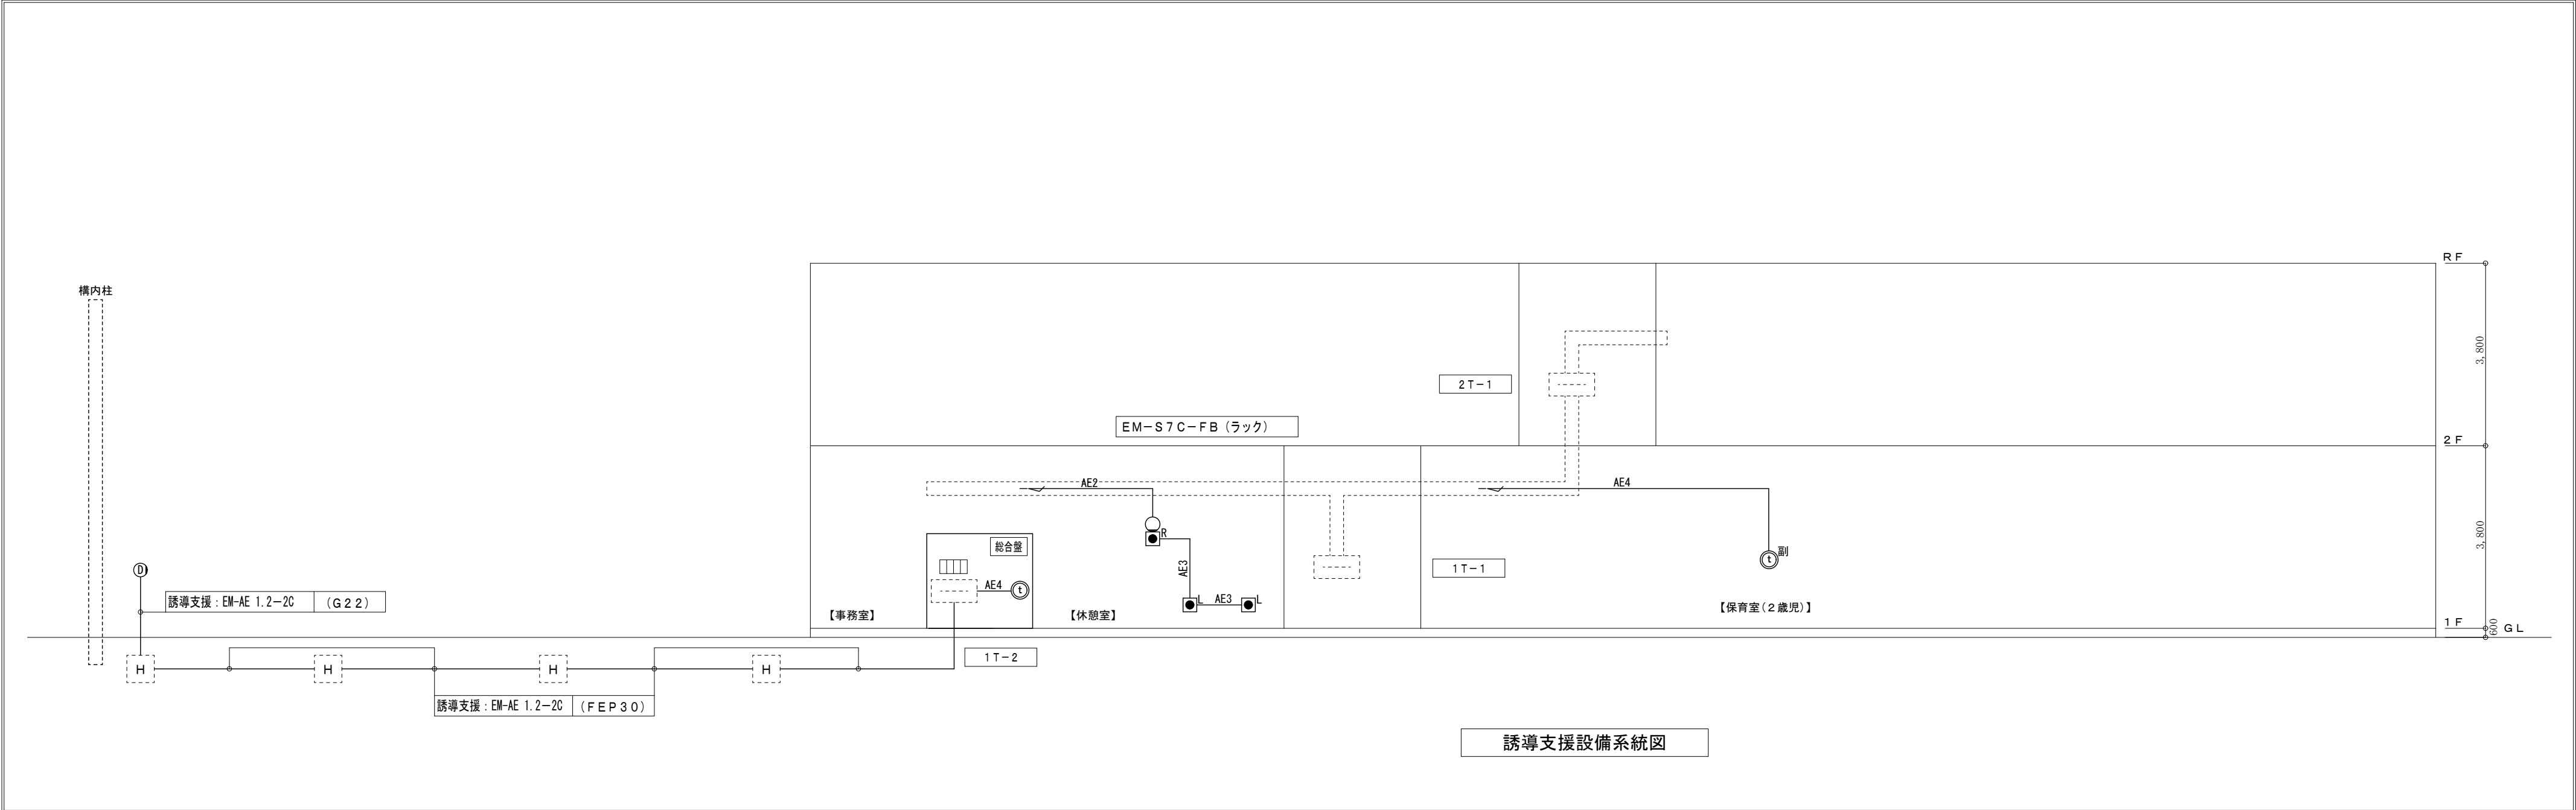 ＲＦ
構内柱
3,800
２Ｔ－１
ＥＭ－Ｓ７Ｃ－ＦＢ（ラック）
２Ｆ
AE2
AE4
R
総合盤
副
3,800
AE3
１Ｔ－１
D
t
AE4
t
誘導支援：EM-AE 1.2－2C
（Ｇ２２）
L
AE3
L
【事務室】
【休憩室】
【保育室（２歳児）】
１Ｆ
600
ＧＬ
１Ｔ－２
H
H
H
H
誘導支援：EM-AE 1.2－2C
（ＦＥＰ３０）
誘導支援設備系統図